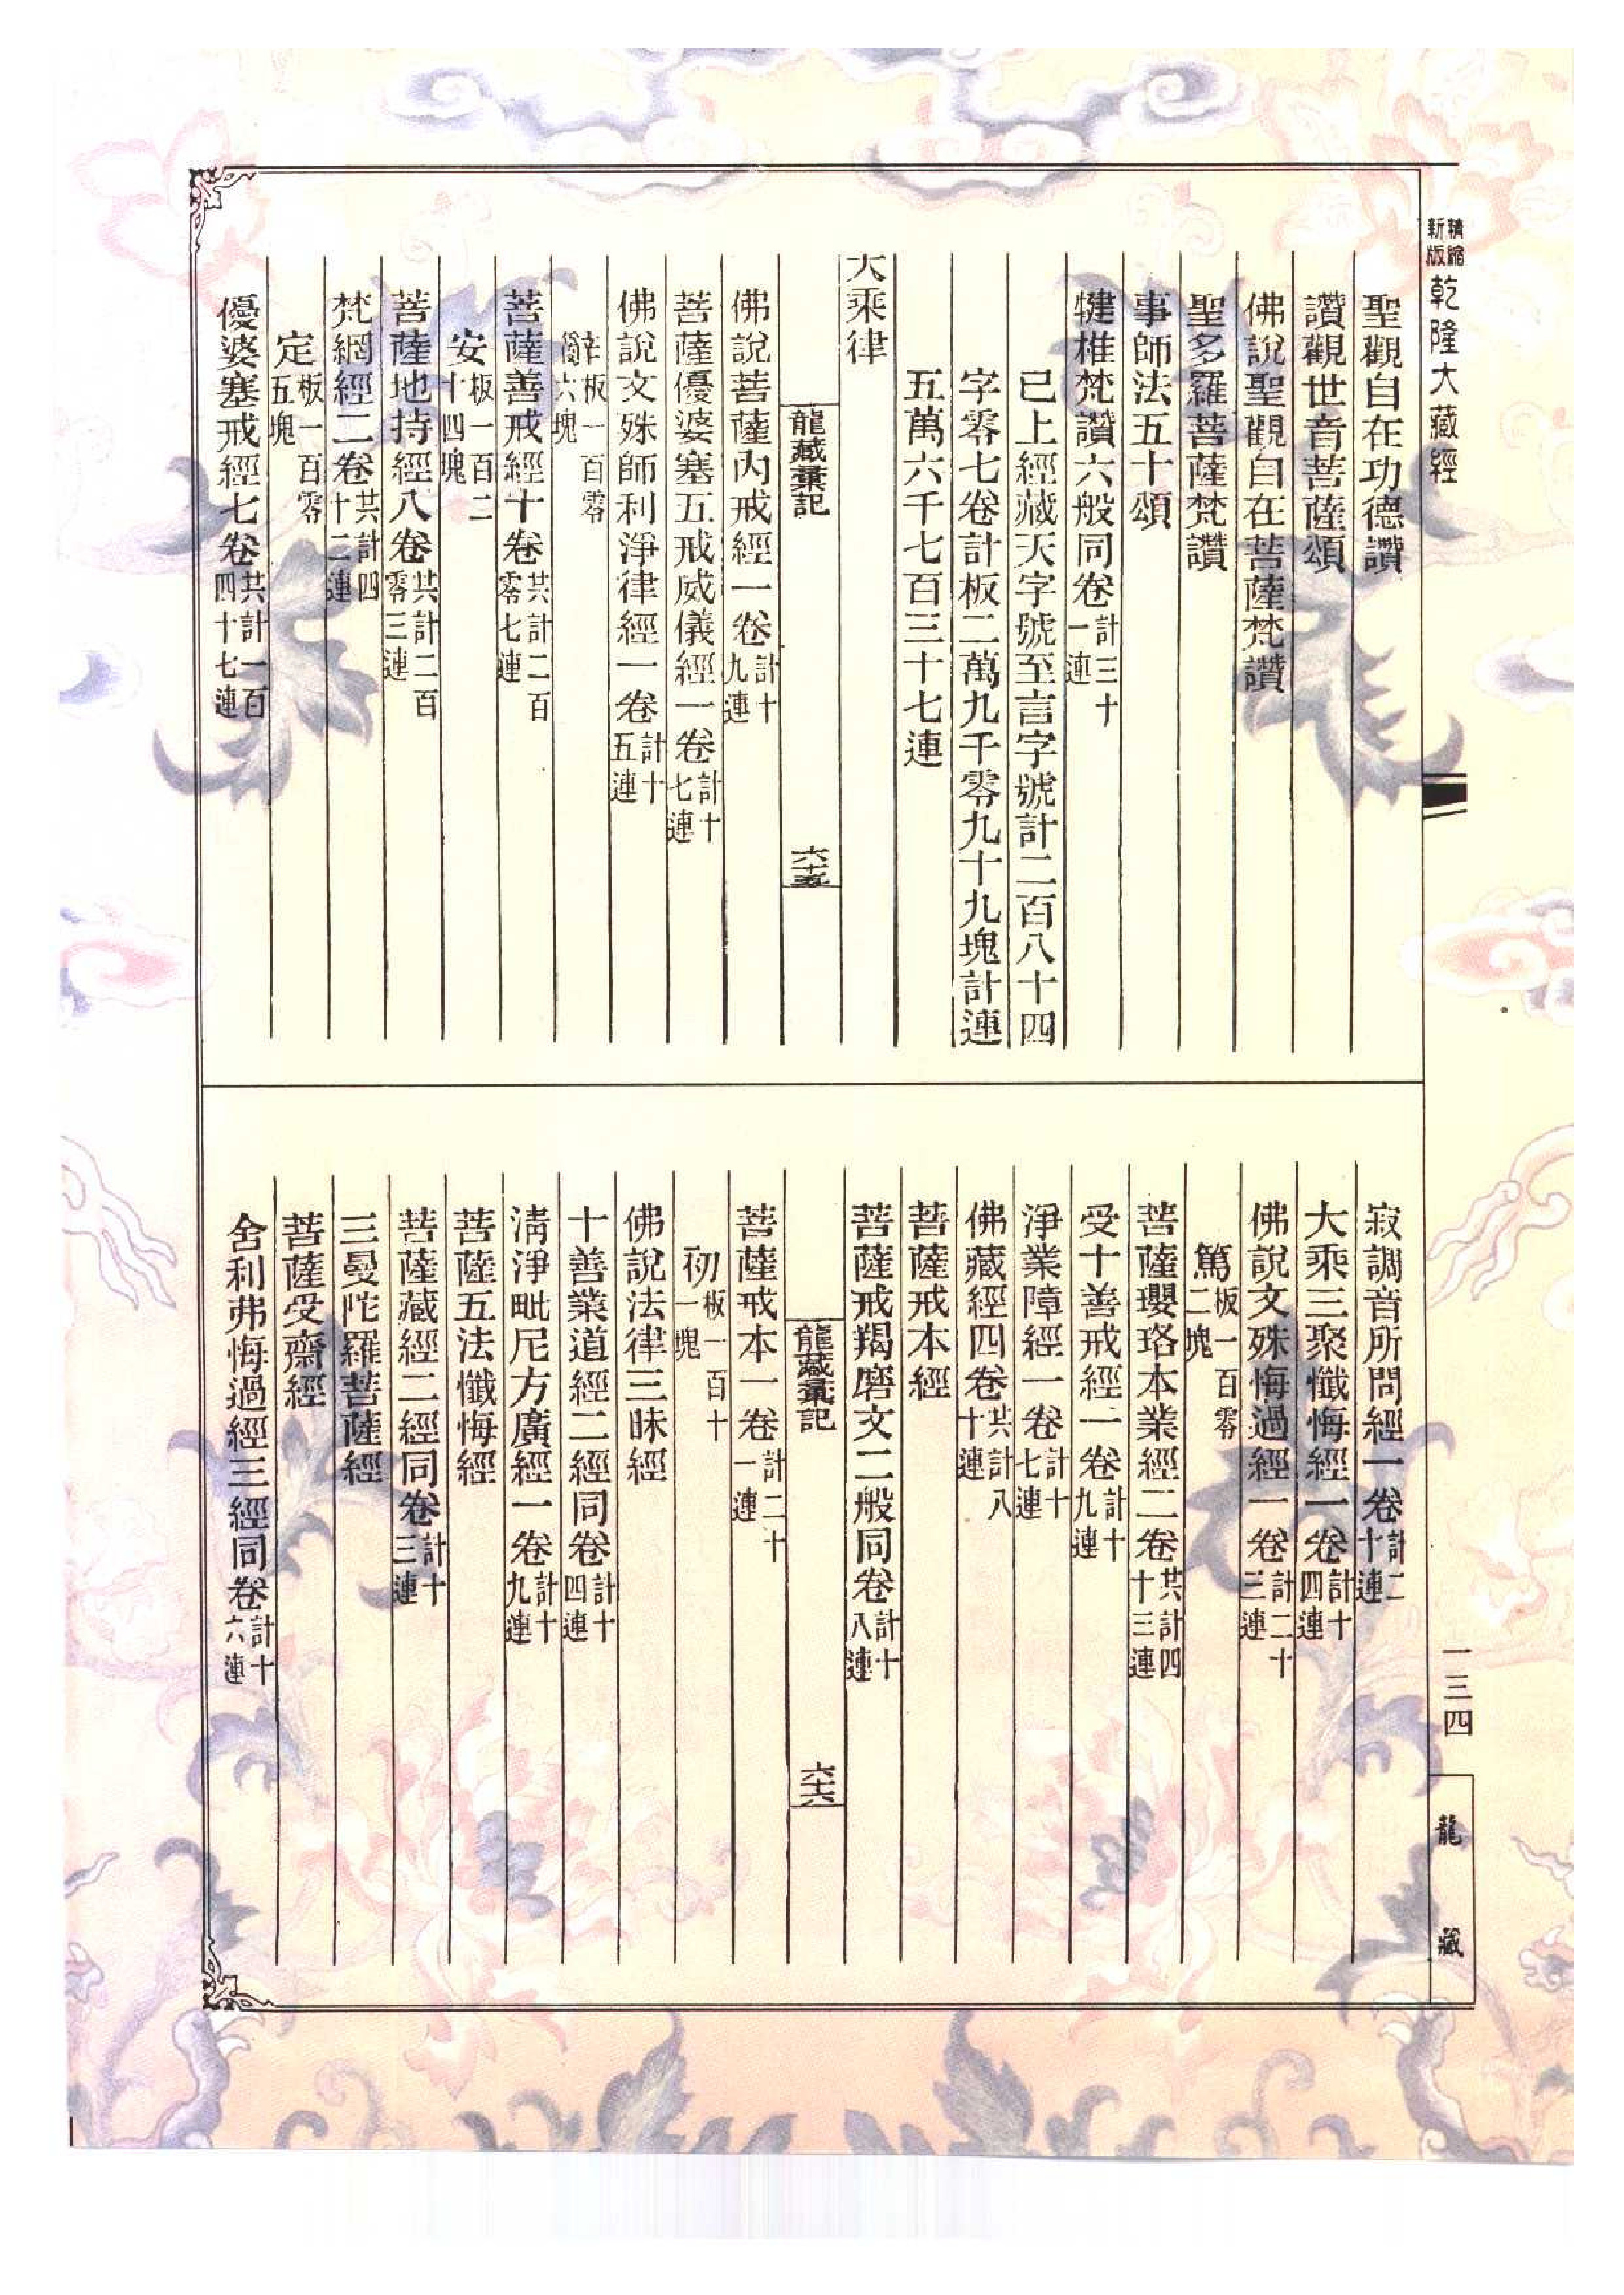 精縮新版 乾隆大藏經
聖觀自在功德讚
讚觀世音菩薩頌
佛說聖觀自在菩薩梵讚
聖多羅菩薩梵讚
事師法五十頌
犍椎梵讚六般同卷計三十一連
已上經藏天字號至言字號計二百八十四
字零七卷計板二萬九千零九十九塊計連
五萬六千七百三十七連
大乘律
龍藏彙記 六十五
佛說菩薩內戒經一卷計十九連
菩薩優婆塞五戒威儀經一卷計十七連
佛說文殊師利淨律經一卷計十五連
板一百零六塊
菩薩善戒經十卷共計二百零七連
安板一百二十四塊
菩薩地持經八卷共計二百零三連
梵網經二卷共計四十二連
定板一百零五塊
優婆塞戒經七卷共計一百四十七連
寂調音所問經一卷計二十連
大乘三聚懺悔經一卷計十四連
佛說文殊悔過經一卷計二十三連
篤板一百零二塊
菩薩瓔珞本業經二卷共計四十三連
受十善戒經一卷計十九連
淨業障經一卷計十七連
佛藏經四卷共計八十連
菩薩戒本經
菩薩戒羯磨文二般同卷計十八連
龍藏彙記 六十六
菩薩戒本一卷計二十一連
初板一百十一塊
佛說法律三昧經
十善業道經二經同卷計十四連
清淨毗尼方廣經一卷計十九連
菩薩五法懺悔經
菩薩藏經二經同卷計十三連
三曼陀羅菩薩經
菩薩受齋經
舍利弗悔過經三經同卷計十六連
一三四
龍藏